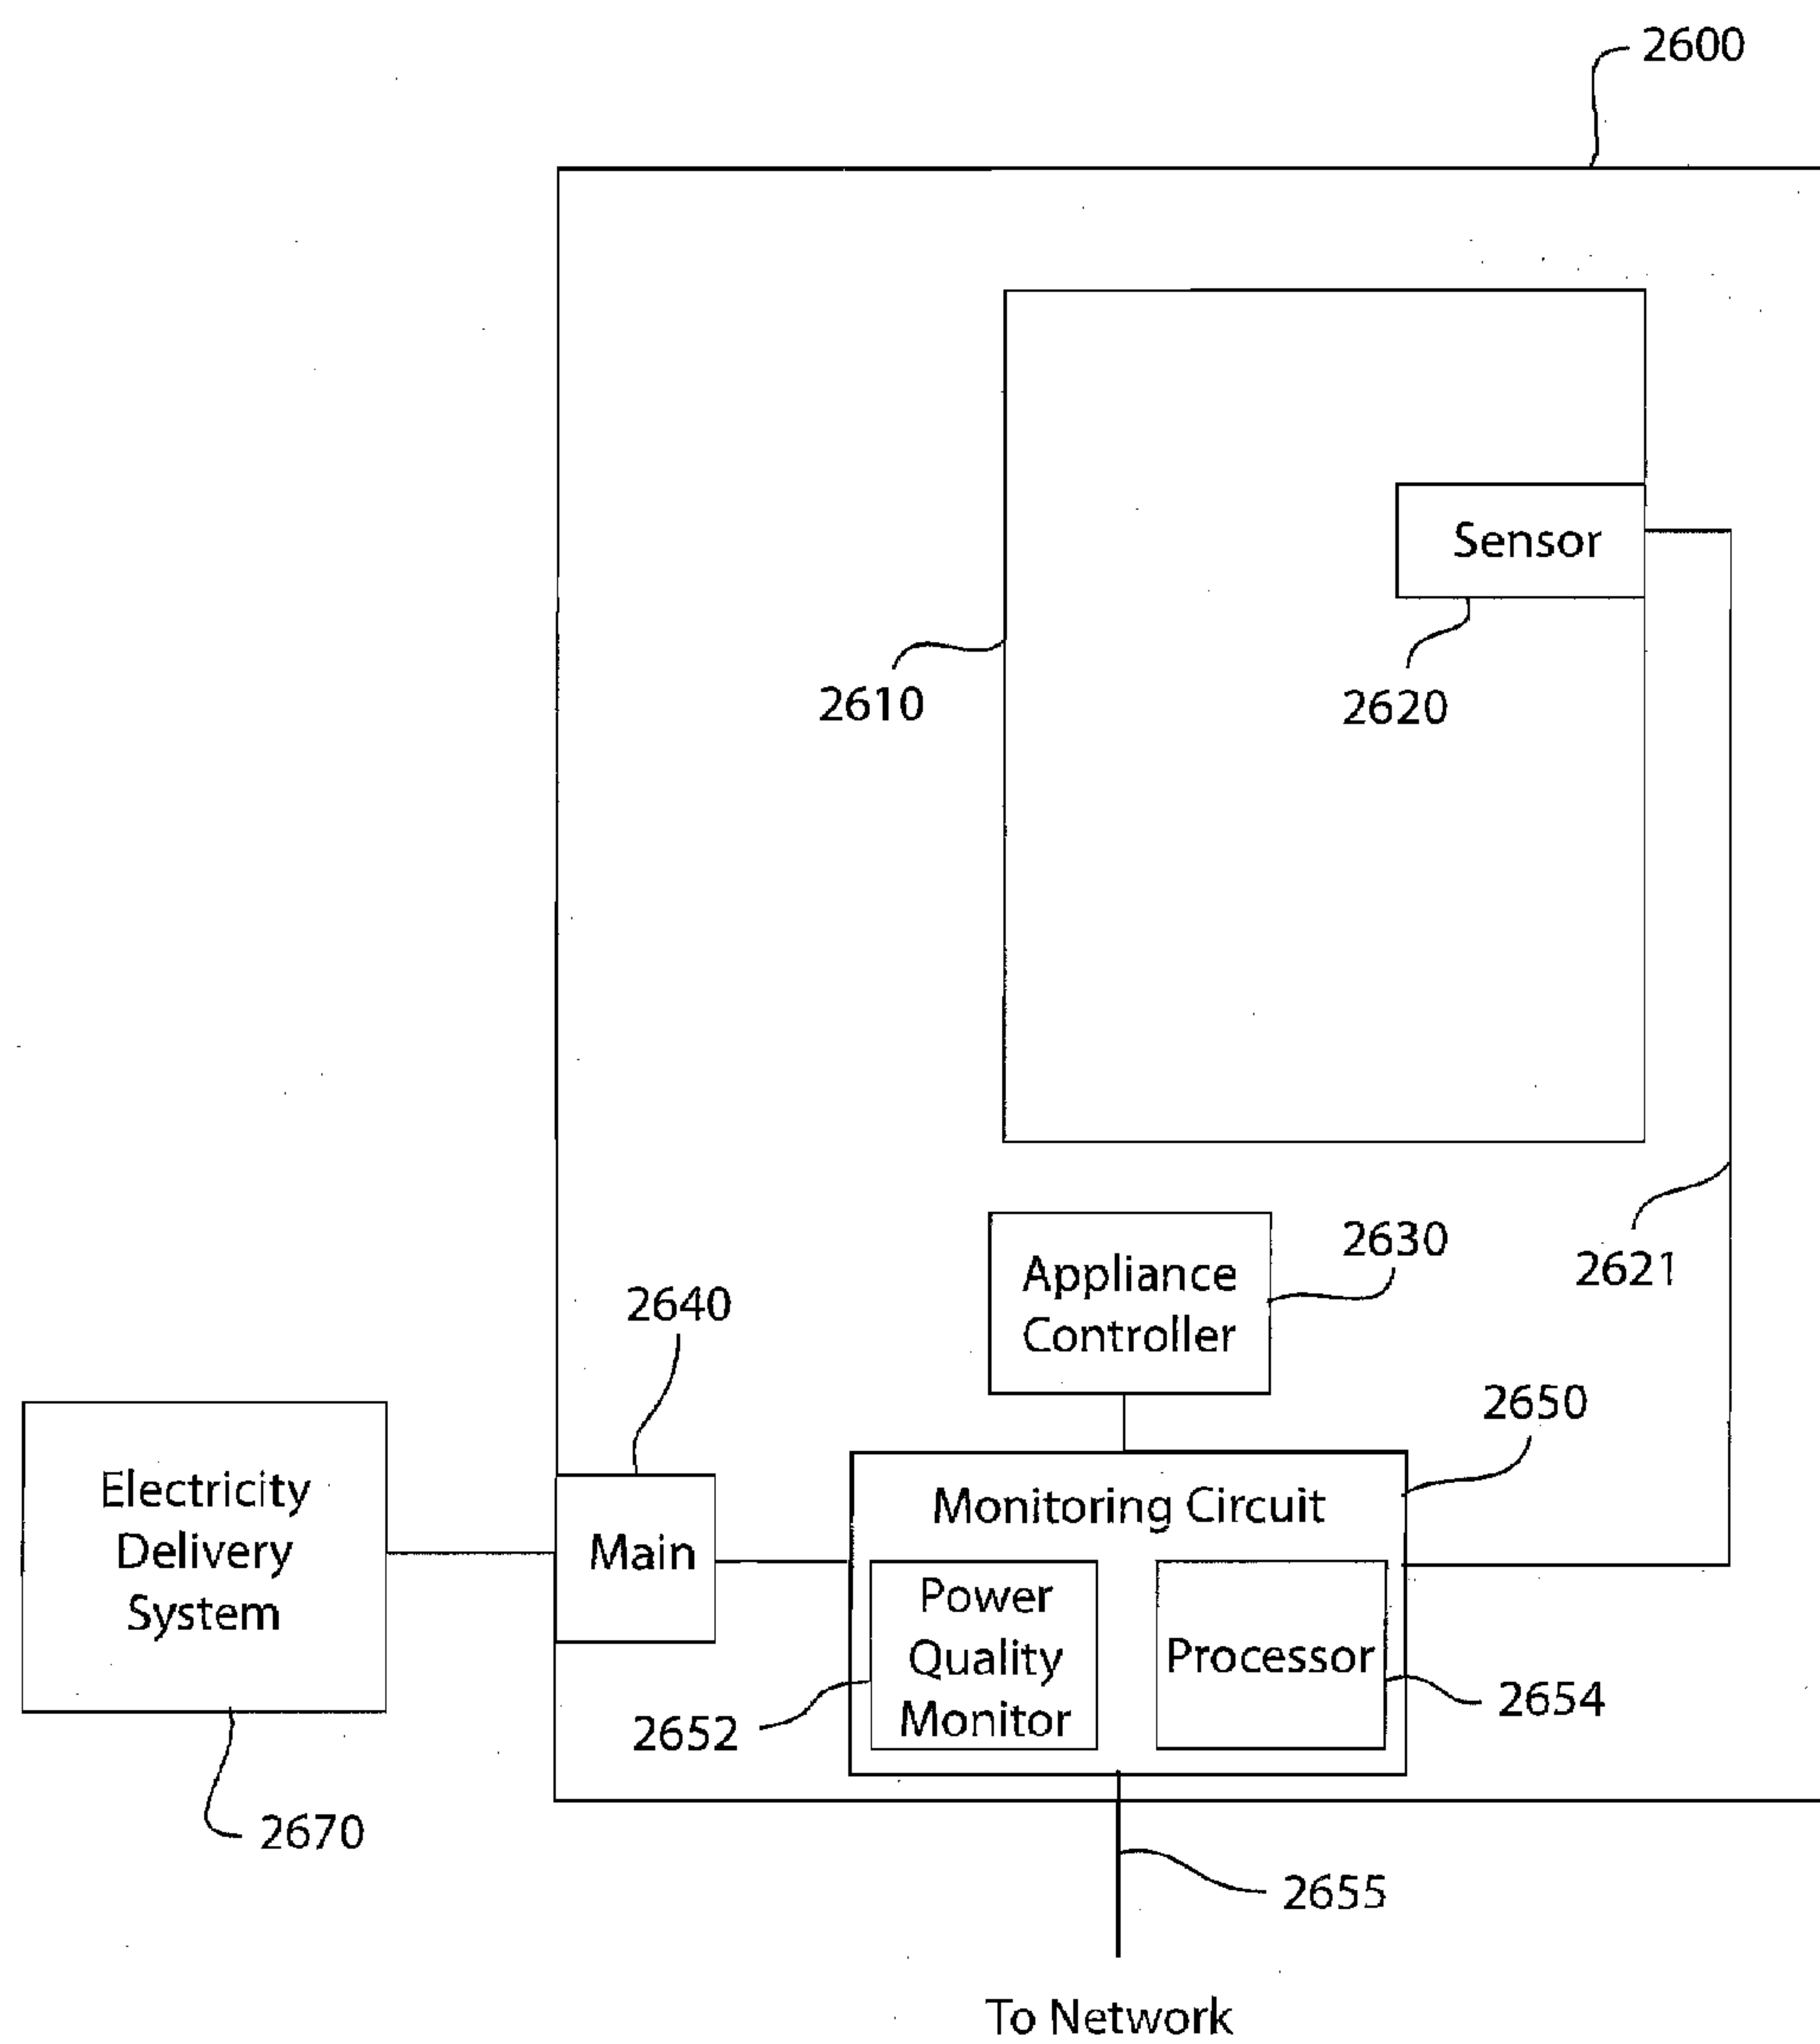 2600
Sensor
2610
2620
2630
Appliance
Controller
2621
2640
2650
Electricity
Delivery
System
Main
Monitoring Circuit
Power
Quality
Monitor
Processor
2652
2654
2670
2655
To Network